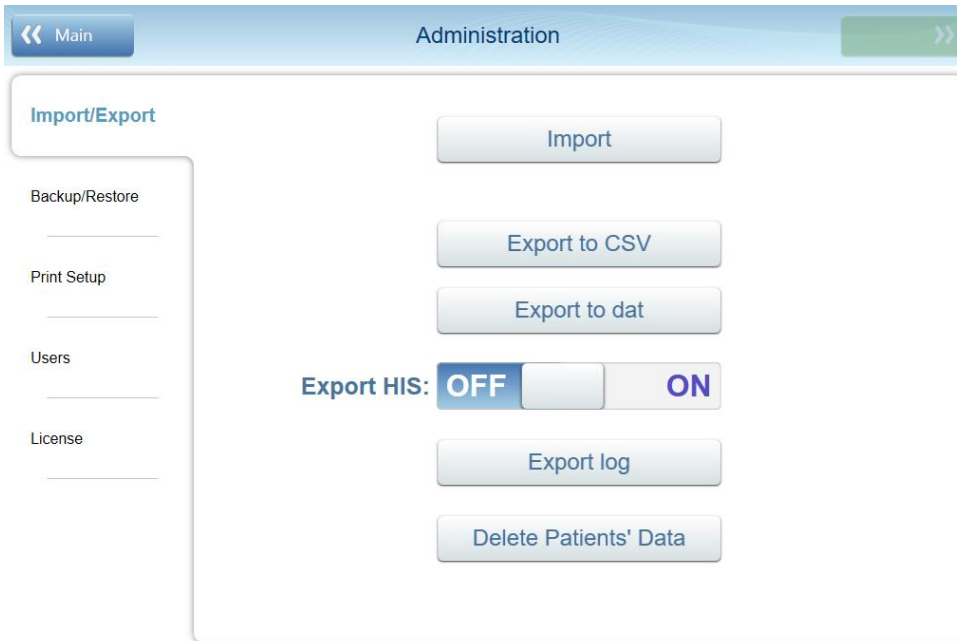 Main
Administration
Import/Export
Backup/Restore
Print Setup
Users
License
Import
Export to CSV
Export to dat
Export HIS: OFF ON
Export log
Delete Patients' Data